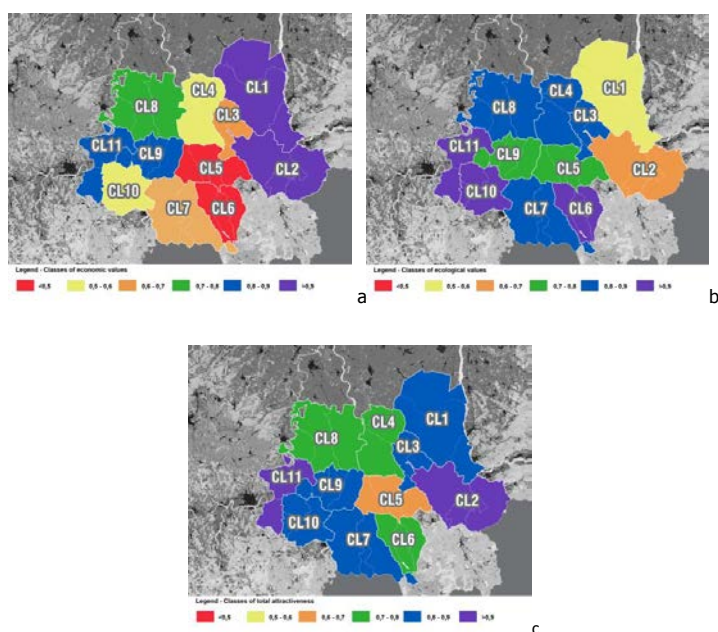 CL1
CL4
CL8
CL3
CL11
CL9
CL5
CL2
CL10
CL7
CL6
Legend - Classes of economic values
<0,5 0,5 - 0,6 0,6 - 0,7 0,7 - 0,8 0,8 - 0,9 >0,9
a
CL1
CL4
CL8
CL3
CL11
CL9
CL5
CL2
CL10
CL7
CL6
Legend - Classes of ecological values
<0,5 0,5 - 0,6 0,6 - 0,7 0,7 - 0,8 0,8 - 0,9 >0,9
b
CL1
CL4
CL8
CL3
CL11
CL9
CL5
CL2
CL10
CL7
CL6
Legend - Classes of total attractiveness
<0,5 0,5 - 0,6 0,6 - 0,7 0,8 - 0,9 >0,9
c